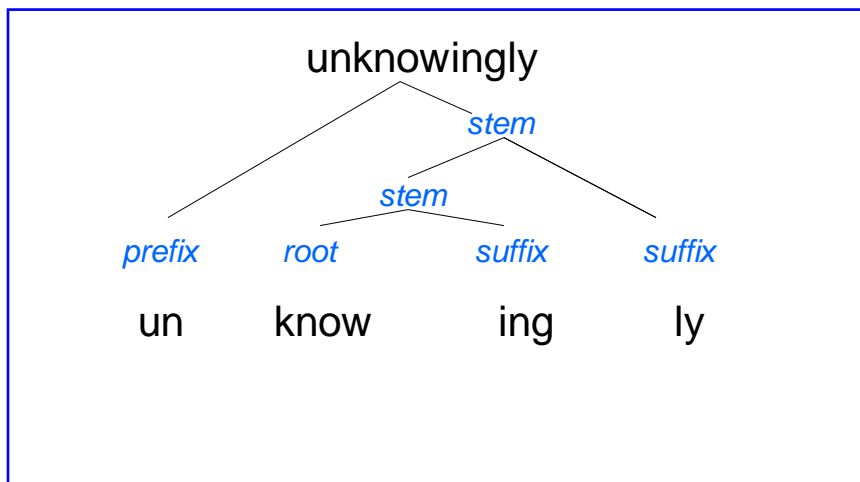 unknowingly
stem
stem
prefix root suffix suffix
un know ing ly